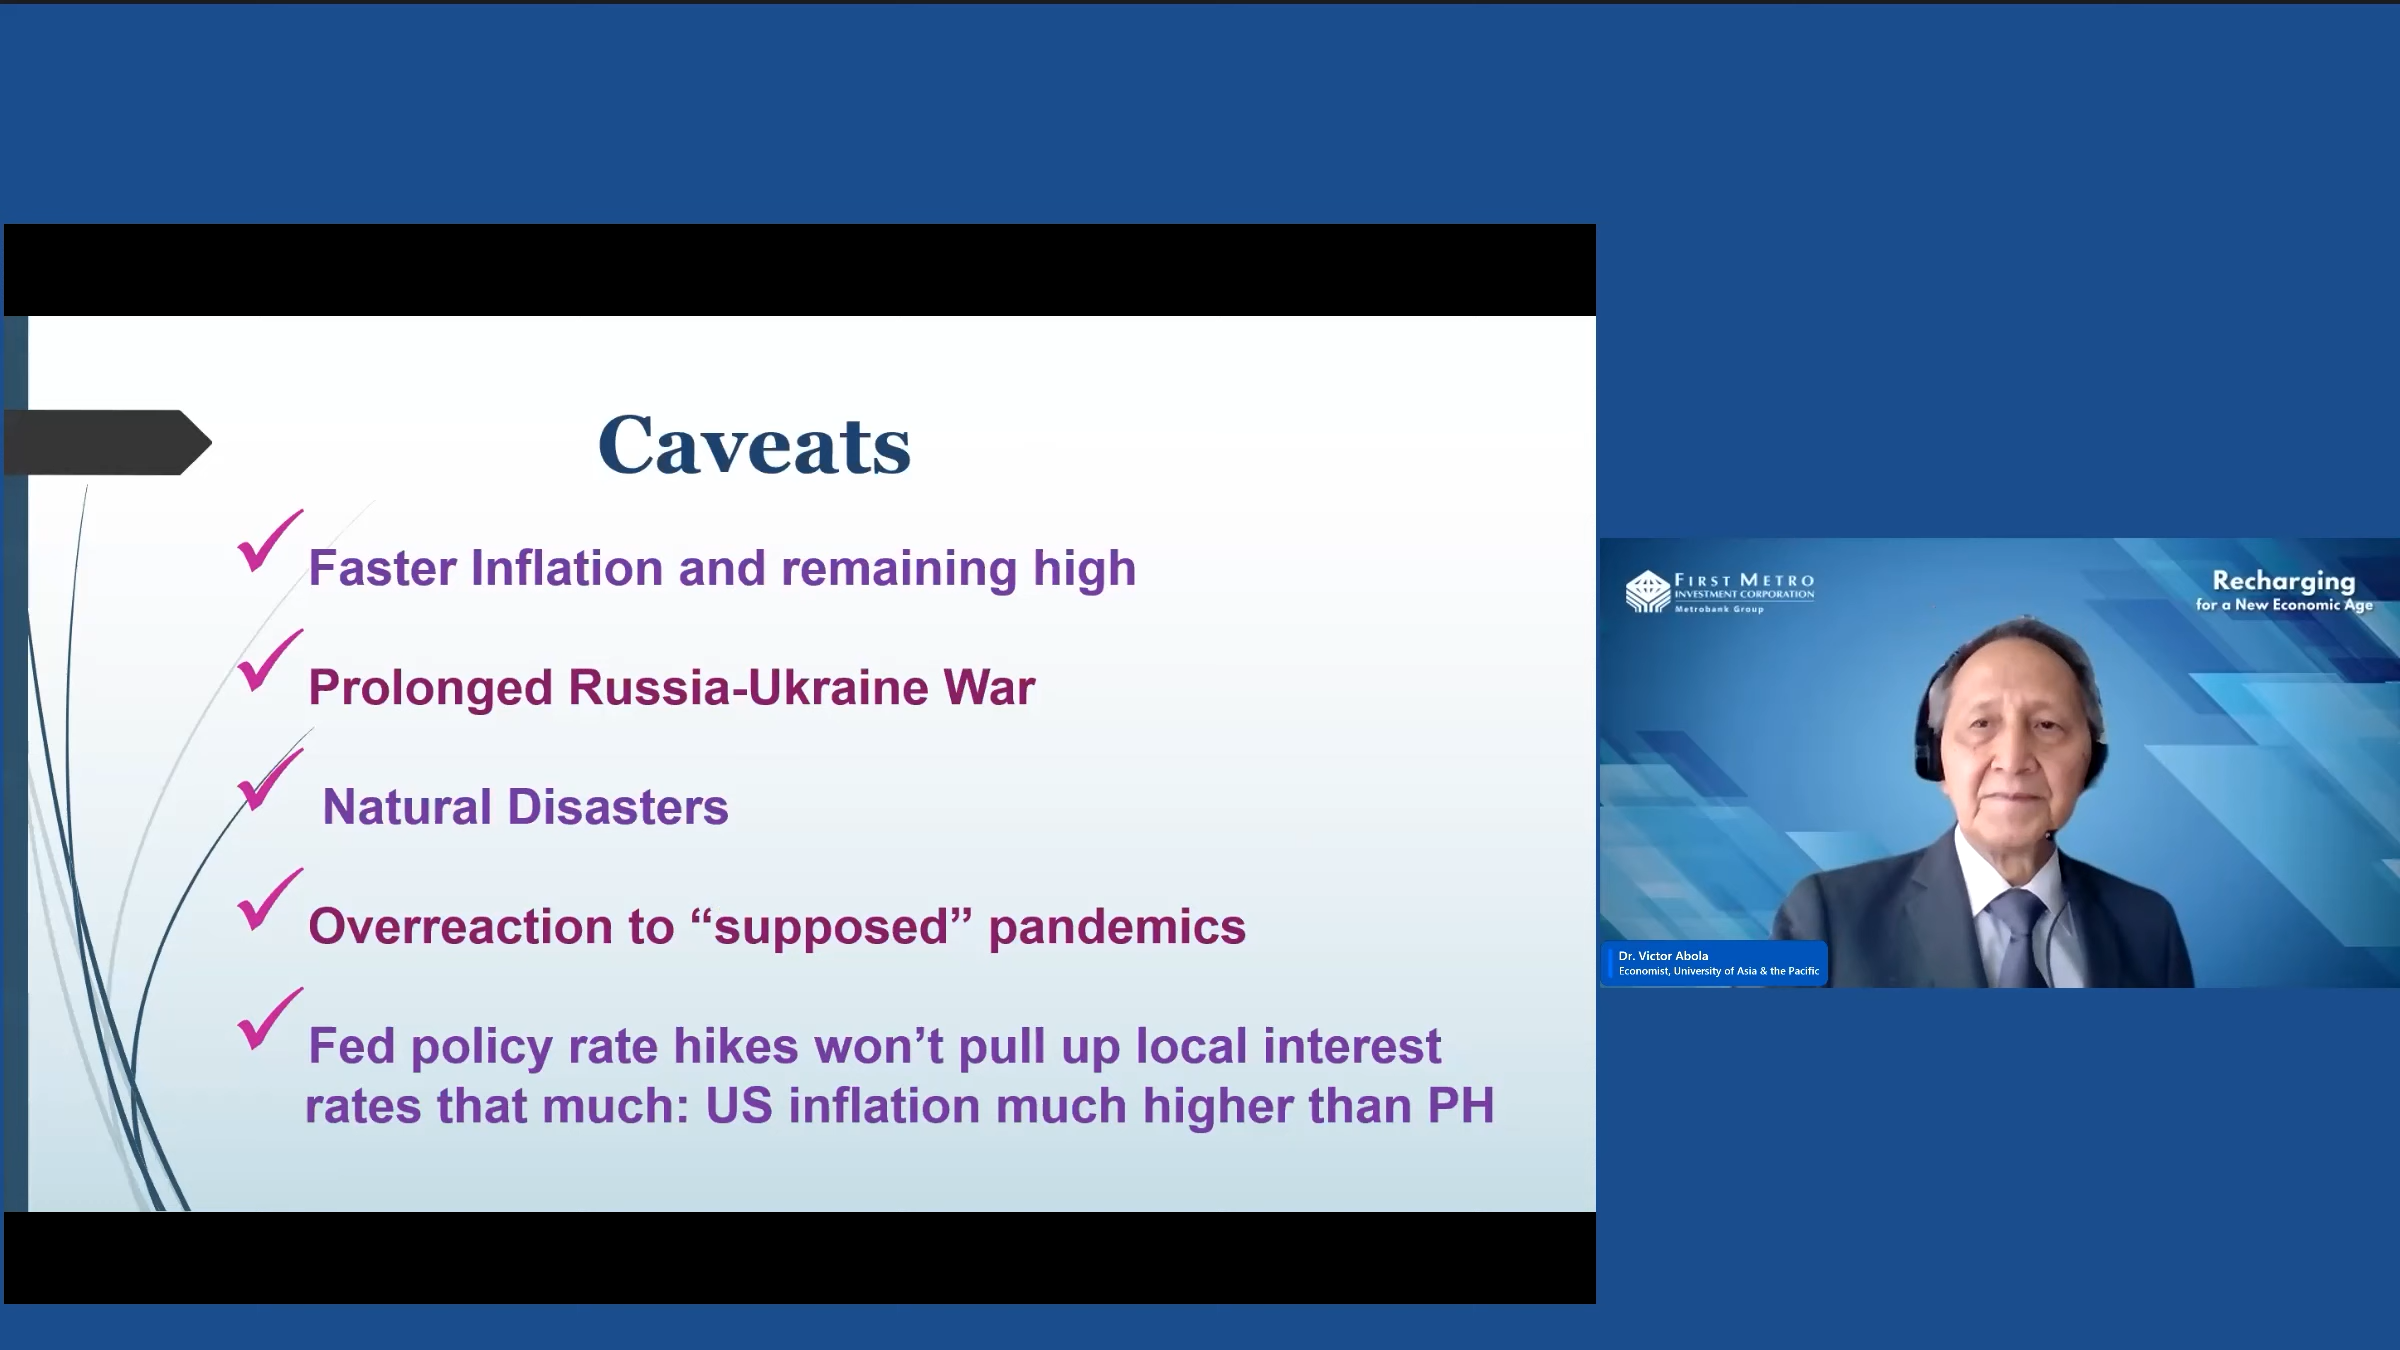 Caveats
✓ Faster Inflation and remaining high
✓ Prolonged Russia-Ukraine War
✓ Natural Disasters
✓ Overreaction to “supposed” pandemics
✓ Fed policy rate hikes won’t pull up local interest
rates that much: US inflation much higher than PH
FIRST METRO
INVESTMENT CORPORATION
Metrobank Group
Recharging
for a New Economic Age
Dr. Victor Abola
Economist, University of Asia & the Pacific